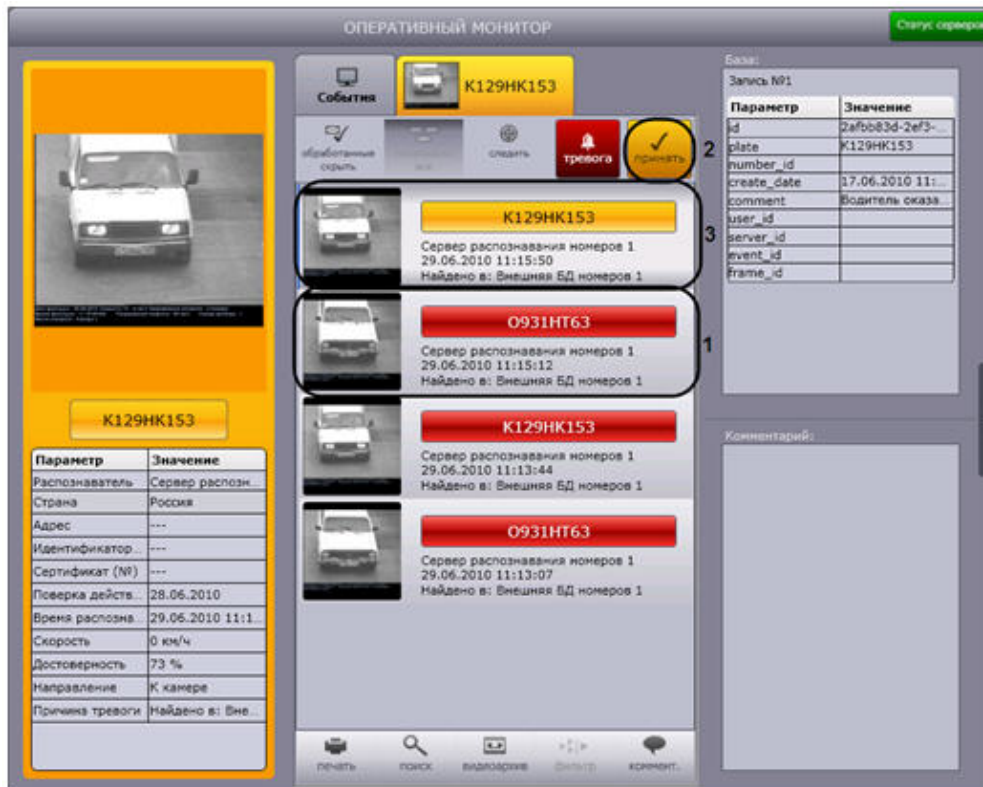 ОПЕРАТИВНЫЙ МОНИТОР
Статус серверов
К129НК153
Параметр Значение
Распознаватель Сервер распозн...
Страна Россия
Адрес ---
Идентификатор... ---
Сертификат (№) ---
Поверка действ... 28.06.2010
Время распозна... 29.06.2010 11:1...
Скорость 0 км/ч
Достоверность 73 %
Направление К камере
Причина тревоги Найдено в: Вне...
События
К129НК153
обработанные скрыть
все
следить
тревога
принять
2
К129НК153
Сервер распознавания номеров 1
29.06.2010 11:15:50
Найдено в: Внешняя БД номеров 1
3
О931НТ63
Сервер распознавания номеров 1
29.06.2010 11:15:12
Найдено в: Внешняя БД номеров 1
1
К129НК153
Сервер распознавания номеров 1
29.06.2010 11:13:44
Найдено в: Внешняя БД номеров 1
О931НТ63
Сервер распознавания номеров 1
29.06.2010 11:13:07
Найдено в: Внешняя БД номеров 1
печать
поиск
видеоархив
фильтр
коммент.
База:
Запись №1
Параметр Значение
id 2afbb83d-2ef3-...
plate К129НК153
number_id
create_date 17.06.2010 11:...
comment Водитель оказа...
user_id
server_id
event_id
frame_id
Комментарий: